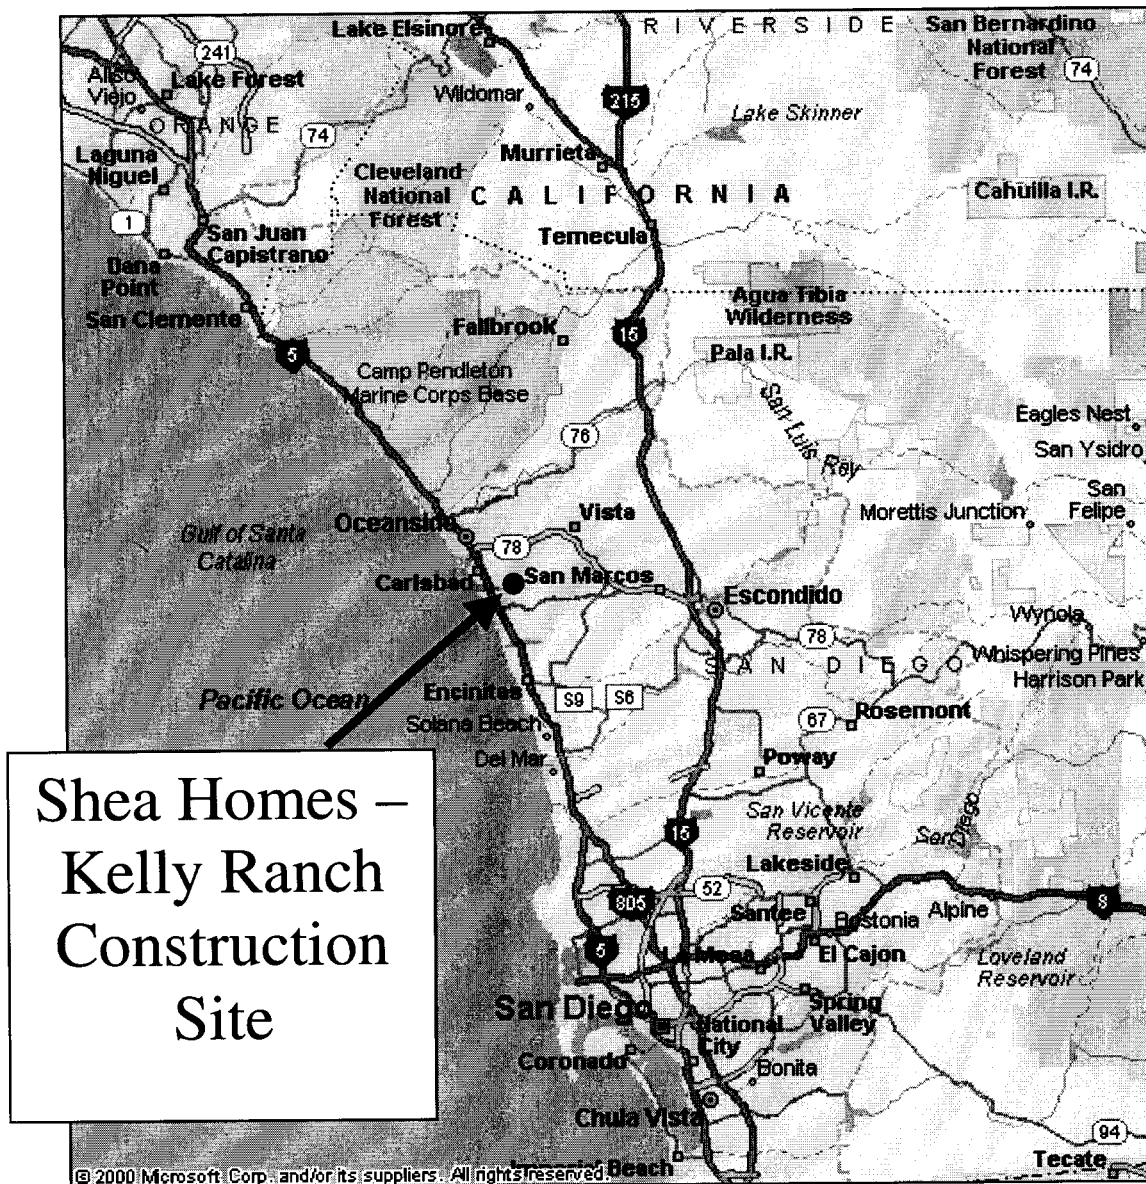 Lake Elsinore
R I V E R S I D E
San Bernardino
National
Forest
241
Aliso
Viejo
Lake Forest
74
Wildomar
215
Lake Skinner
O R A N G E
74
Laguna
Niguel
Murrieta
Cleveland
National
Forest
C A L I F O R N I A
Cahuilla I.R.
1
San Juan
Capistrano
Temecula
Dana
Point
San Clemente
Agua Tibia
Wilderness
Fallbrook
15
5
Pala I.R.
Camp Pendleton
Marine Corps Base
San Luis Rey
Eagles Nest
76
San Ysidro
San
Felipe
Oceanside
Vista
Morettis Junction
Gulf of Santa
Catalina
78
Carlsbad
San Marcos
Escondido
Wynola
78
S A N D I E G O
Whispering Pines
Harrison Park
Pacific Ocean
Encinitas
S9
S6
67
Rosemont
Solana Beach
Del Mar
Poway
Shea Homes –
Kelly Ranch
Construction
Site
San Vicente
Reservoir
San Diego
15
Lakeside
52
805
Santee
Bostonia
Alpine
8
5
La Mesa
El Cajon
Loveland
Reservoir
San Diego
National
City
Spring
Valley
Coronado
Bonita
Chula Vista
94
Imperial Beach
Tecate
© 2000 Microsoft Corp. and/or its suppliers. All rights reserved.